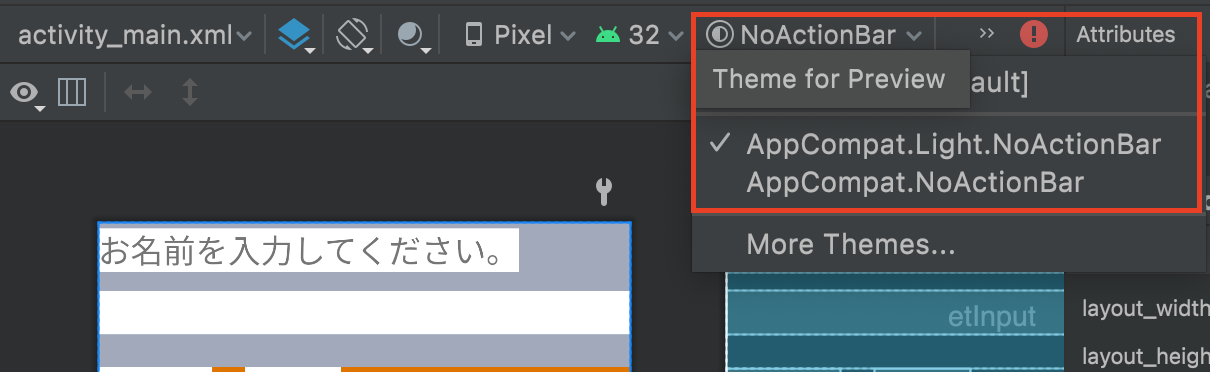 activity_main.xml
Pixel
32
NoActionBar
Attributes
Theme for Preview
ault]
AppCompat.Light.NoActionBar
AppCompat.NoActionBar
More Themes...
お名前を入力してください。
etInput
layout_width
layout_heigh